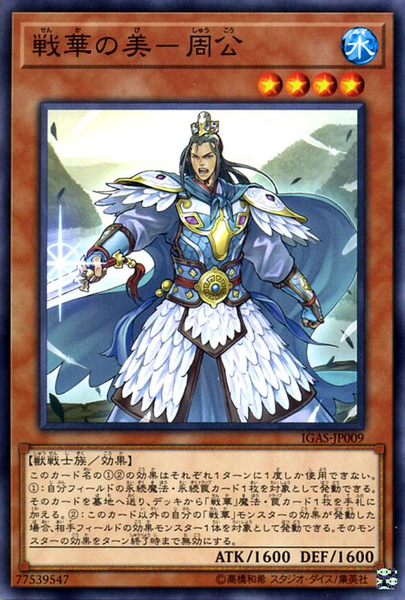 戦華の美－周公
水
IGAS-JP009
【獣戦士族／効果】
このカード名の①②の効果はそれぞれ1ターンに1度しか使用できない。
①：自分フィールドの永続魔法・永続罠カード1枚を対象として発動できる。
そのカードを墓地へ送り、デッキから「戦華」魔法・罠カード1枚を手札に
加える。②：このカード以外の自分の「戦華」モンスターの効果が発動し
た場合、相手フィールドの効果モンスター1体を対象として発動できる。そのモ
ンスターの効果をターン終了時まで無効にする。
ATK/1600 DEF/1600
77539547
©高橋和希 スタジオ・ダイス/集英社